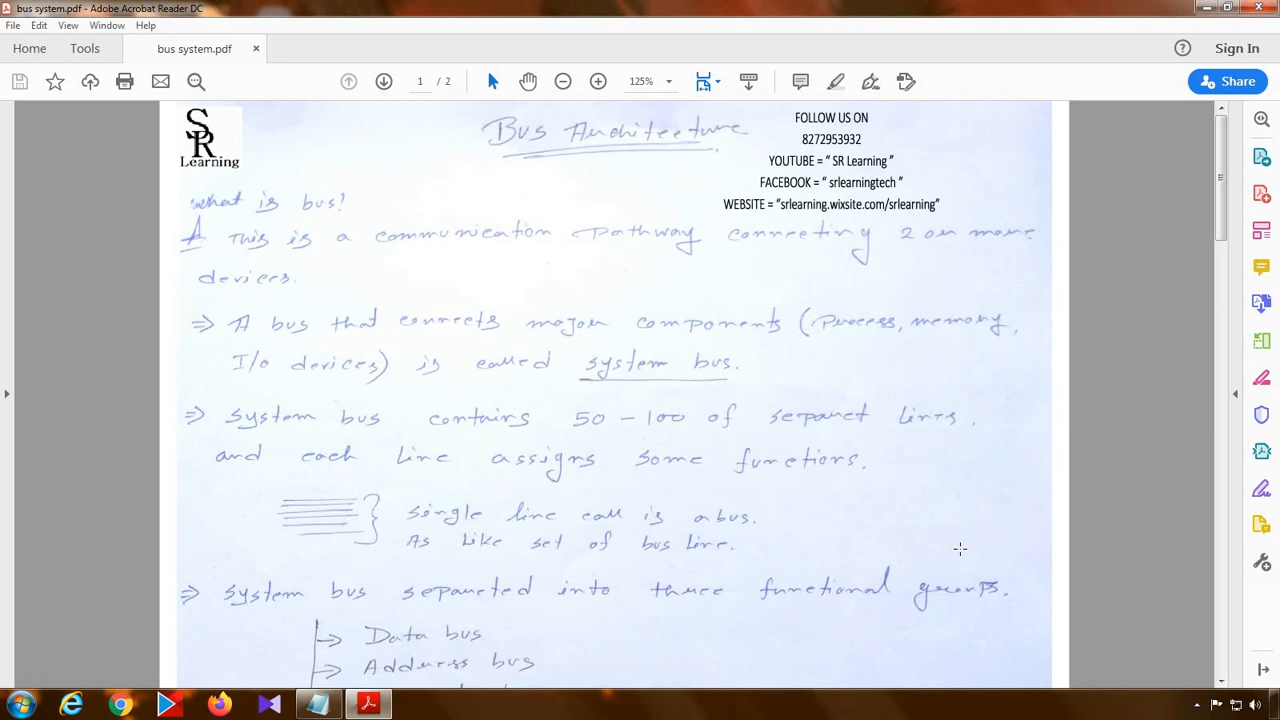 bus system.pdf - Adobe Acrobat Reader DC
File Edit View Window Help
Home Tools bus system.pdf × Sign In
1 / 2 125% Share
SR
Learning
Bus Architecture
FOLLOW US ON
8272953932
YOUTUBE = “ SR Learning ”
FACEBOOK = “ srlearningtech ”
WEBSITE = “srlearning.wixsite.com/srlearning”
what is bus?
A This is a communication pathway connecting 2 or more
devices.
⇒ A bus that connects major components (Process, memory,
I/o devices) is called system bus.
⇒ System bus contains 50 - 100 of separet lines.
and each line assigns some functions.
single line call is a bus.
As like set of bus line.
⇒ System bus separeted into three functional groups.
→ Data bus
→ Address bus